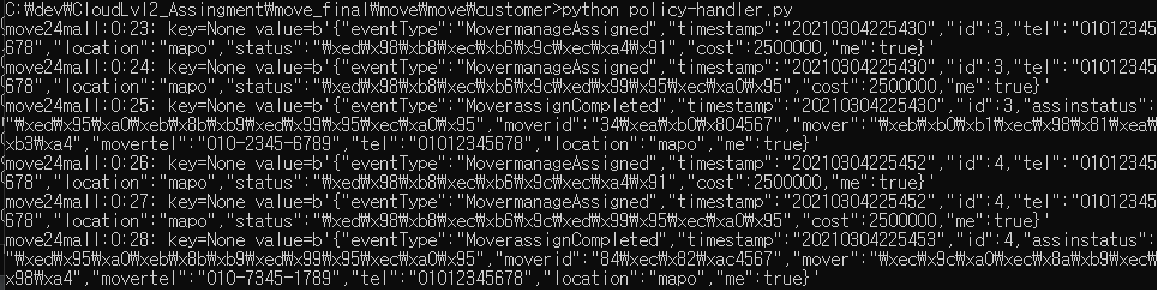 C:₩dev₩CloudLvl2_Assingment₩move_final₩move₩move₩customer>python policy-handler.py
move24mall:0:23: key=None value=b'{"eventType":"MovermanageAssigned","timestamp":"20210304225430","id":3,"tel":"01012345
678","location":"mapo","status":"₩xed₩x98₩xb8₩xec₩xb6₩x9c₩xec₩xa4₩x91","cost":2500000,"me":true}'
move24mall:0:24: key=None value=b'{"eventType":"MovermanageAssigned","timestamp":"20210304225430","id":3,"tel":"01012345
678","location":"mapo","status":"₩xed₩x98₩xb8₩xec₩xb6₩x9c₩xed₩x99₩x95₩xec₩xa0₩x95","cost":2500000,"me":true}'
move24mall:0:25: key=None value=b'{"eventType":"MoverassignCompleted","timestamp":"20210304225430","id":3,"assinstatus":
"₩xed₩x95₩xa0₩xeb₩x8b₩xb9₩xed₩x99₩x95₩xec₩xa0₩x95","moverid":"34₩xea₩xb0₩x804567","mover":"₩xeb₩xb0₩xb1₩xec₩x98₩x81₩xea₩
xb3₩xa4","movertel":"010-2345-6789","tel":"01012345678","location":"mapo","me":true}'
move24mall:0:26: key=None value=b'{"eventType":"MovermanageAssigned","timestamp":"20210304225452","id":4,"tel":"01012345
678","location":"mapo","status":"₩xed₩x98₩xb8₩xec₩xb6₩x9c₩xec₩xa4₩x91","cost":2500000,"me":true}'
move24mall:0:27: key=None value=b'{"eventType":"MovermanageAssigned","timestamp":"20210304225452","id":4,"tel":"01012345
678","location":"mapo","status":"₩xed₩x98₩xb8₩xec₩xb6₩x9c₩xed₩x99₩x95₩xec₩xa0₩x95","cost":2500000,"me":true}'
move24mall:0:28: key=None value=b'{"eventType":"MoverassignCompleted","timestamp":"20210304225453","id":4,"assinstatus":
"₩xed₩x95₩xa0₩xeb₩x8b₩xb9₩xed₩x99₩x95₩xec₩xa0₩x95","moverid":"84₩xec₩x82₩xac4567","mover":"₩xec₩x9c₩xa0₩xec₩x8a₩xb9₩xec₩
x98₩xa4","movertel":"010-7345-1789","tel":"01012345678","location":"mapo","me":true}'